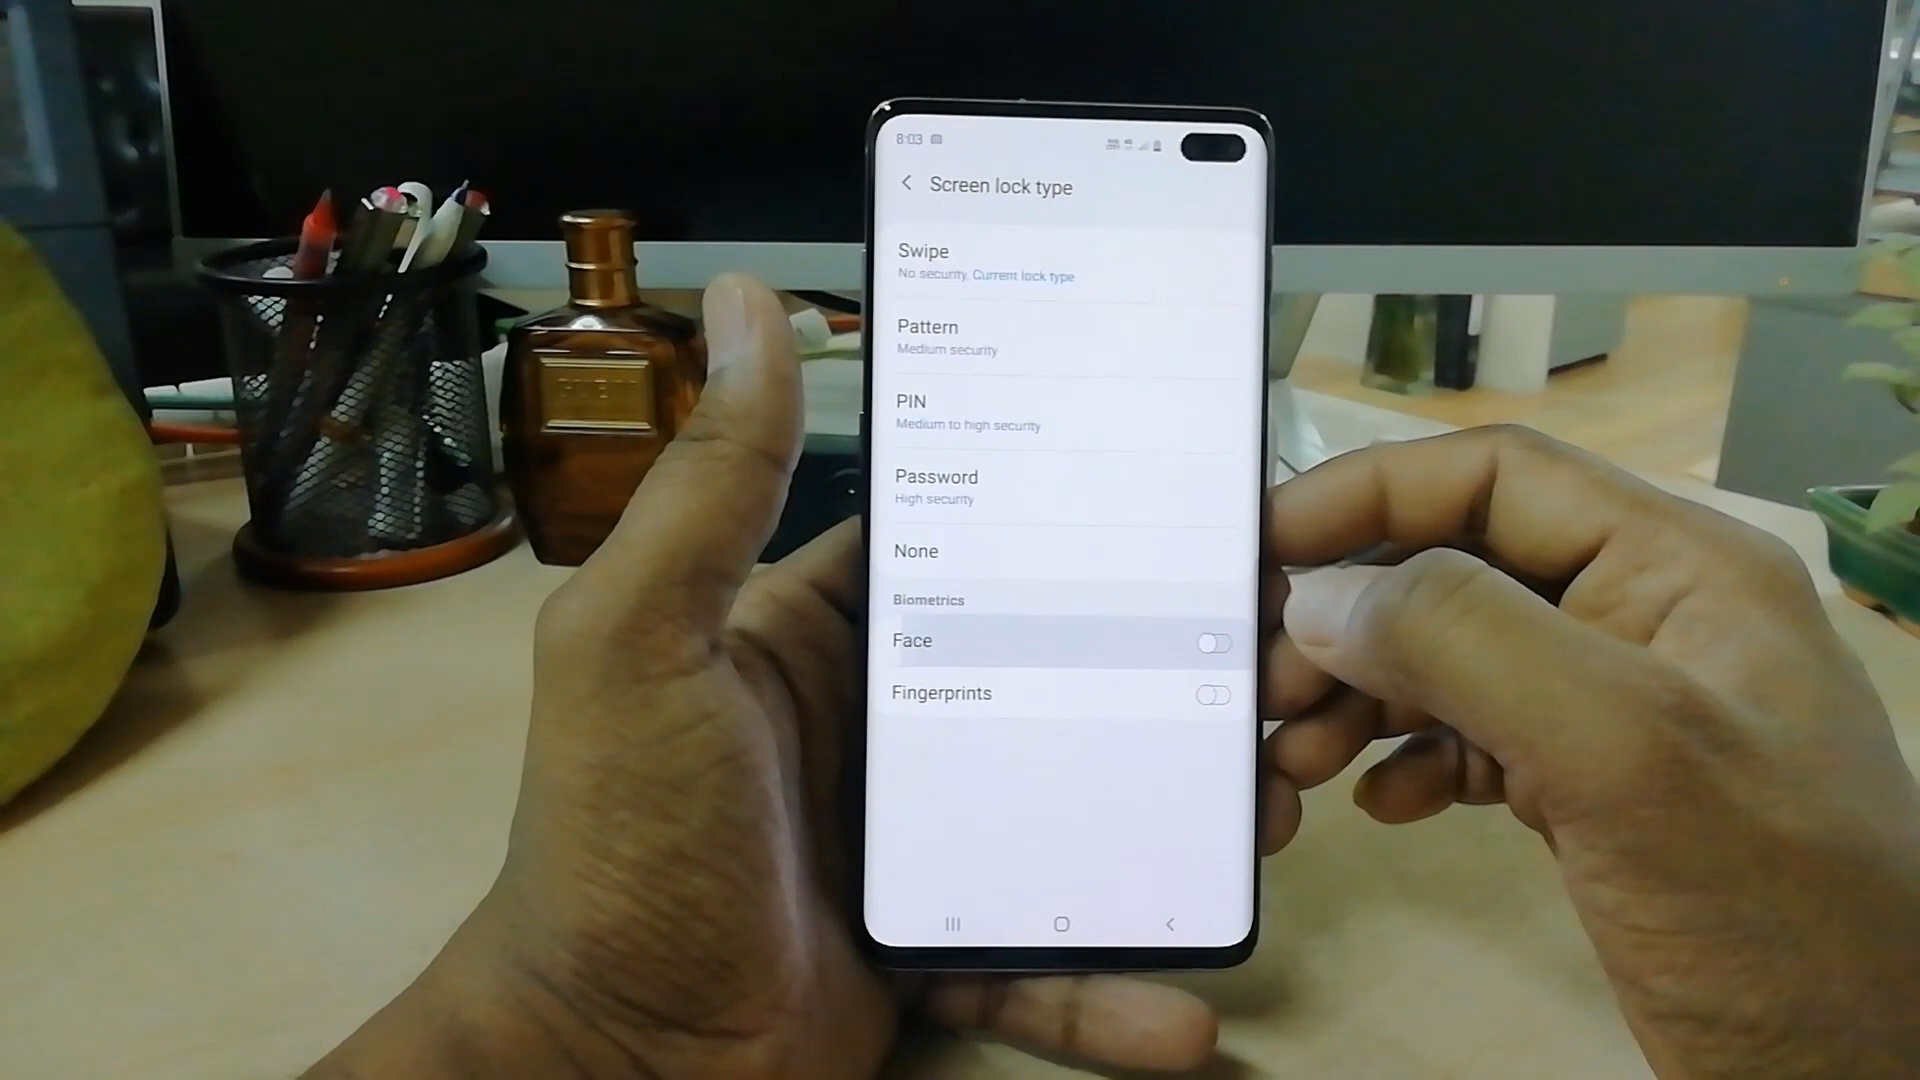 8:03
Screen lock type
Swipe
No security, Current lock type
Pattern
Medium security
PIN
Medium to high security
Password
High security
None
Biometrics
Face
Fingerprints